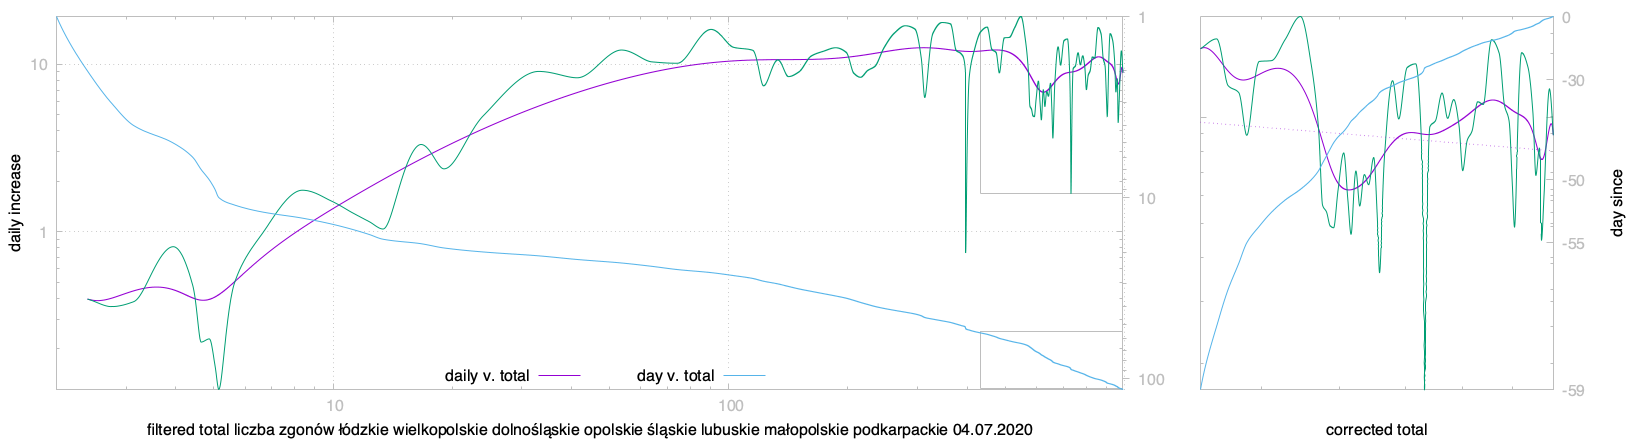 10
1
daily increase
1
10
100
daily v. total
day v. total
10
100
filtered total liczba zgonów łódzkie wielkopolskie dolnośląskie opolskie śląskie lubuskie małopolskie podkarpackie 04.07.2020
0
-30
-50
-55
-59
day since
corrected total